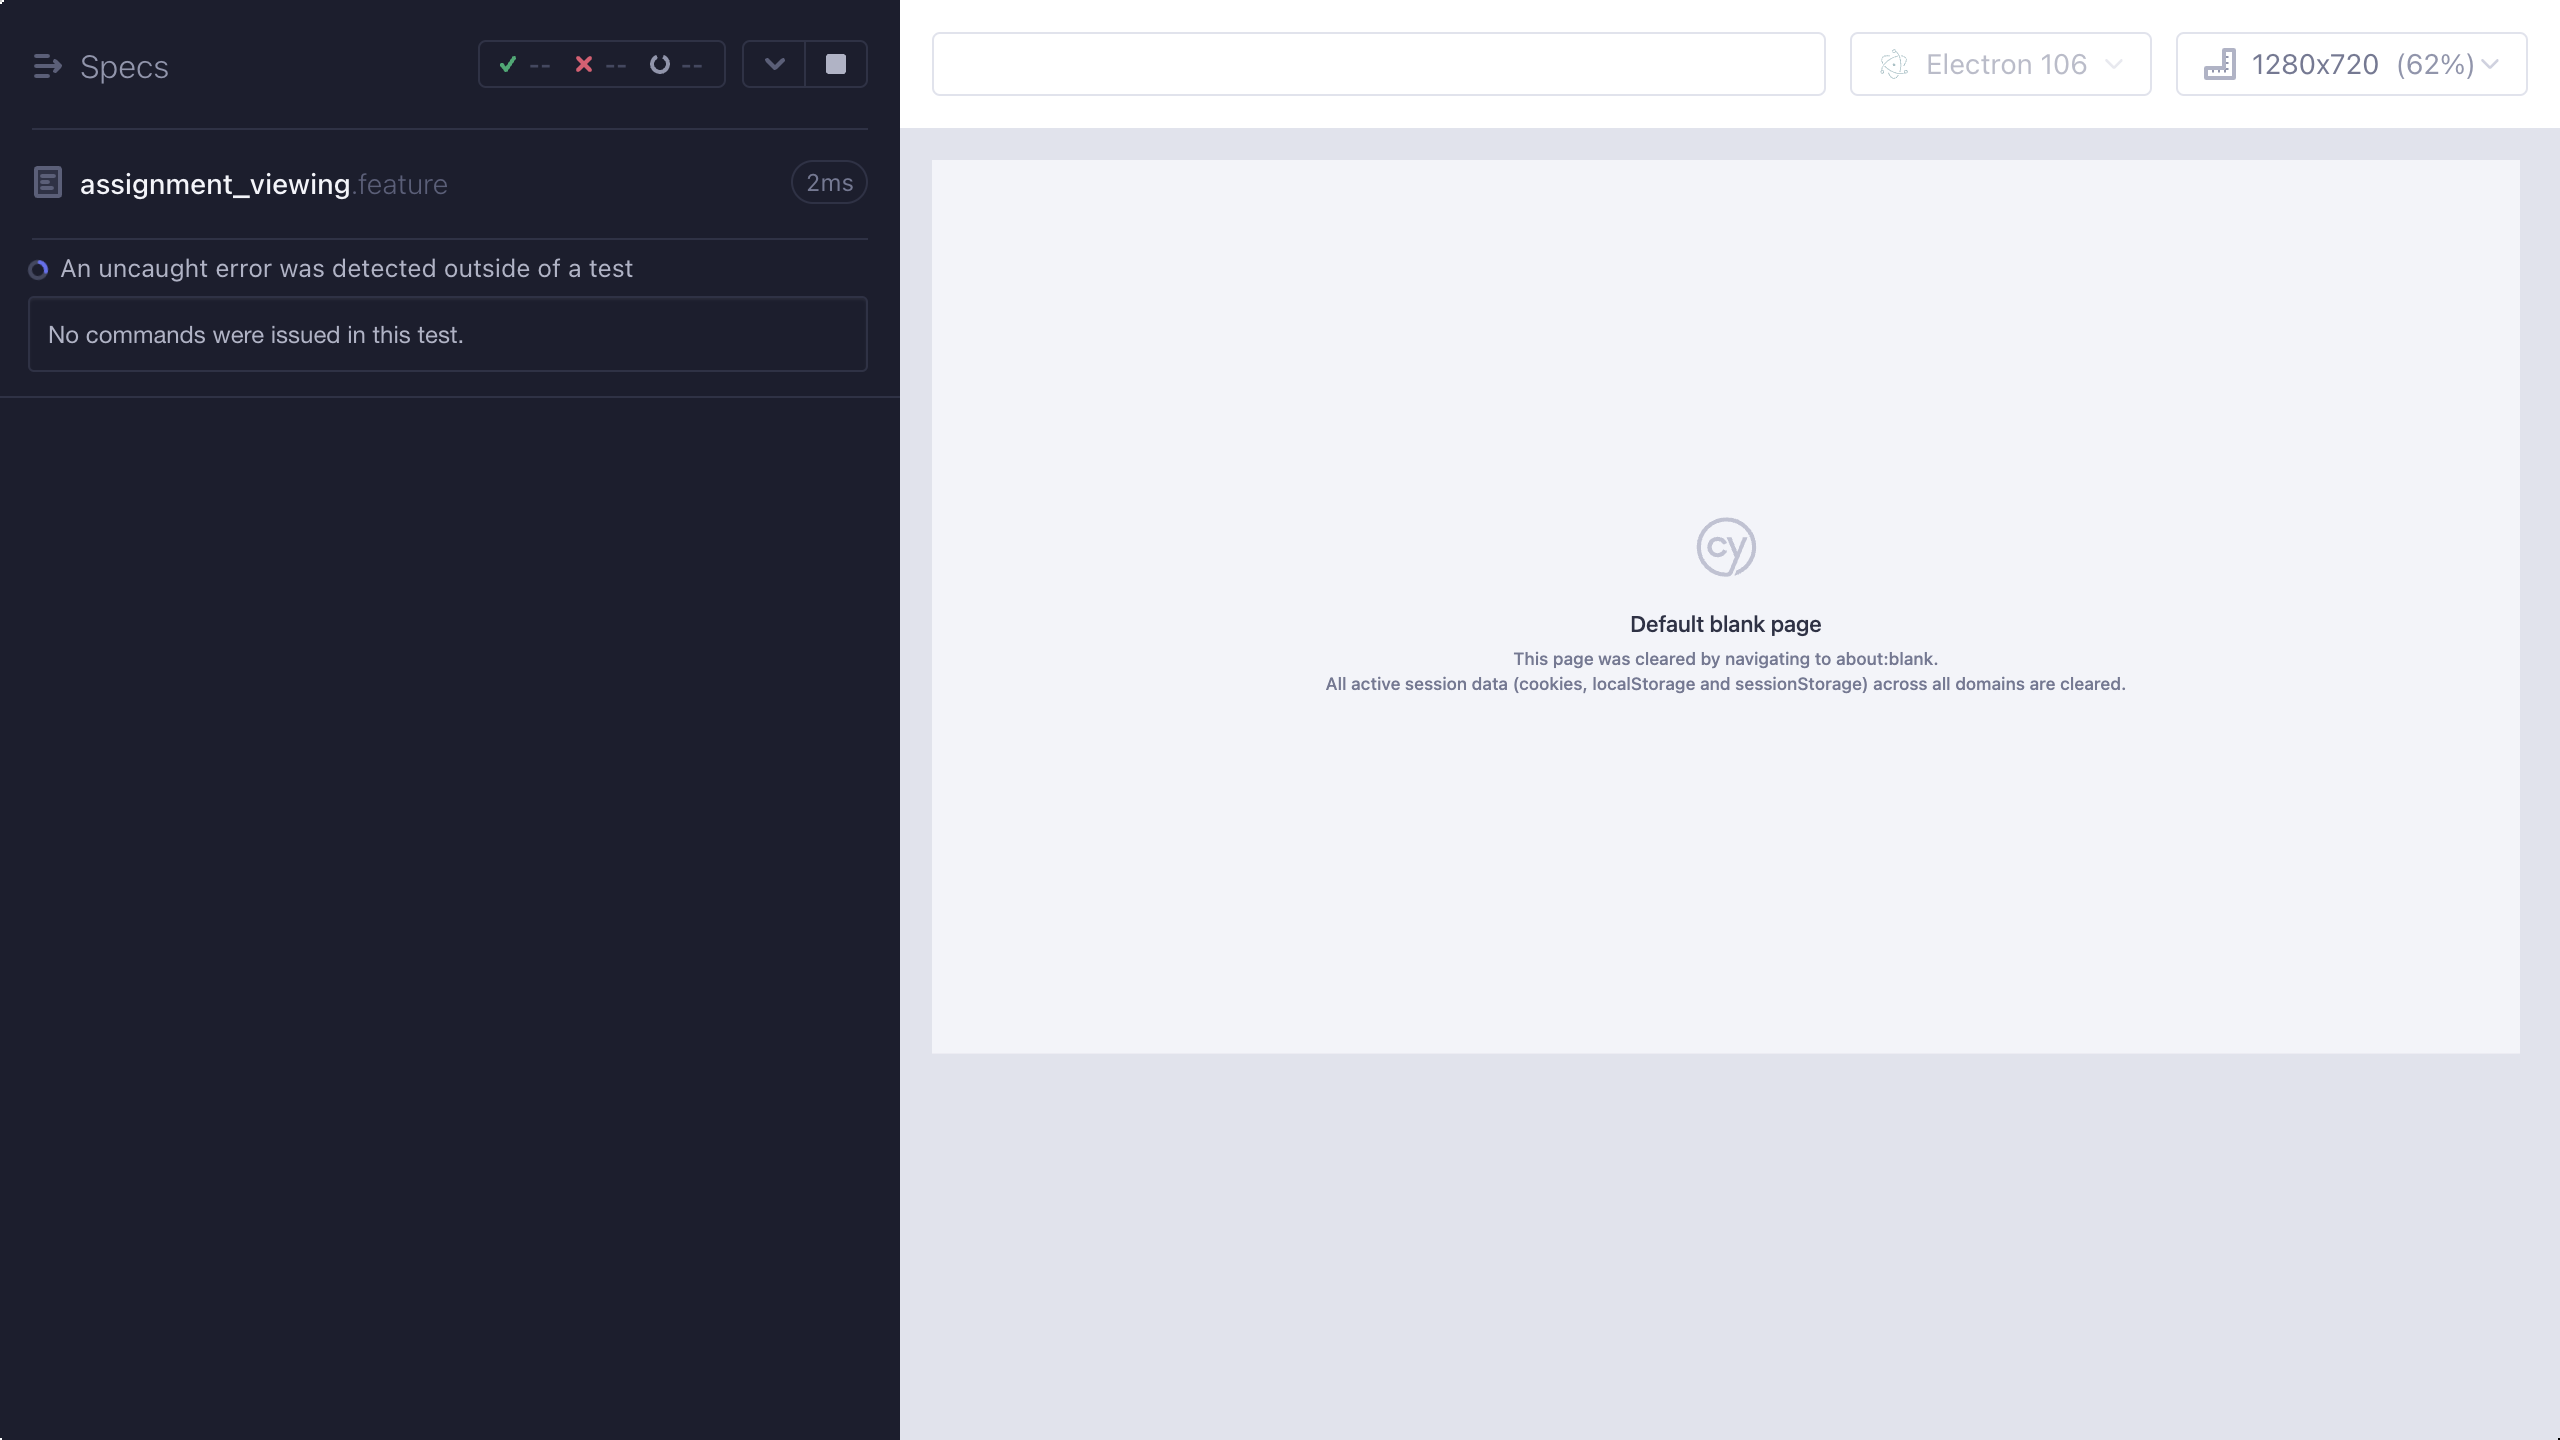 Specs
-- -- --
assignment_viewing.feature
2ms
An uncaught error was detected outside of a test
No commands were issued in this test.
Electron 106
1280x720 (62%)
cy
Default blank page
This page was cleared by navigating to about:blank.
All active session data (cookies, localStorage and sessionStorage) across all domains are cleared.